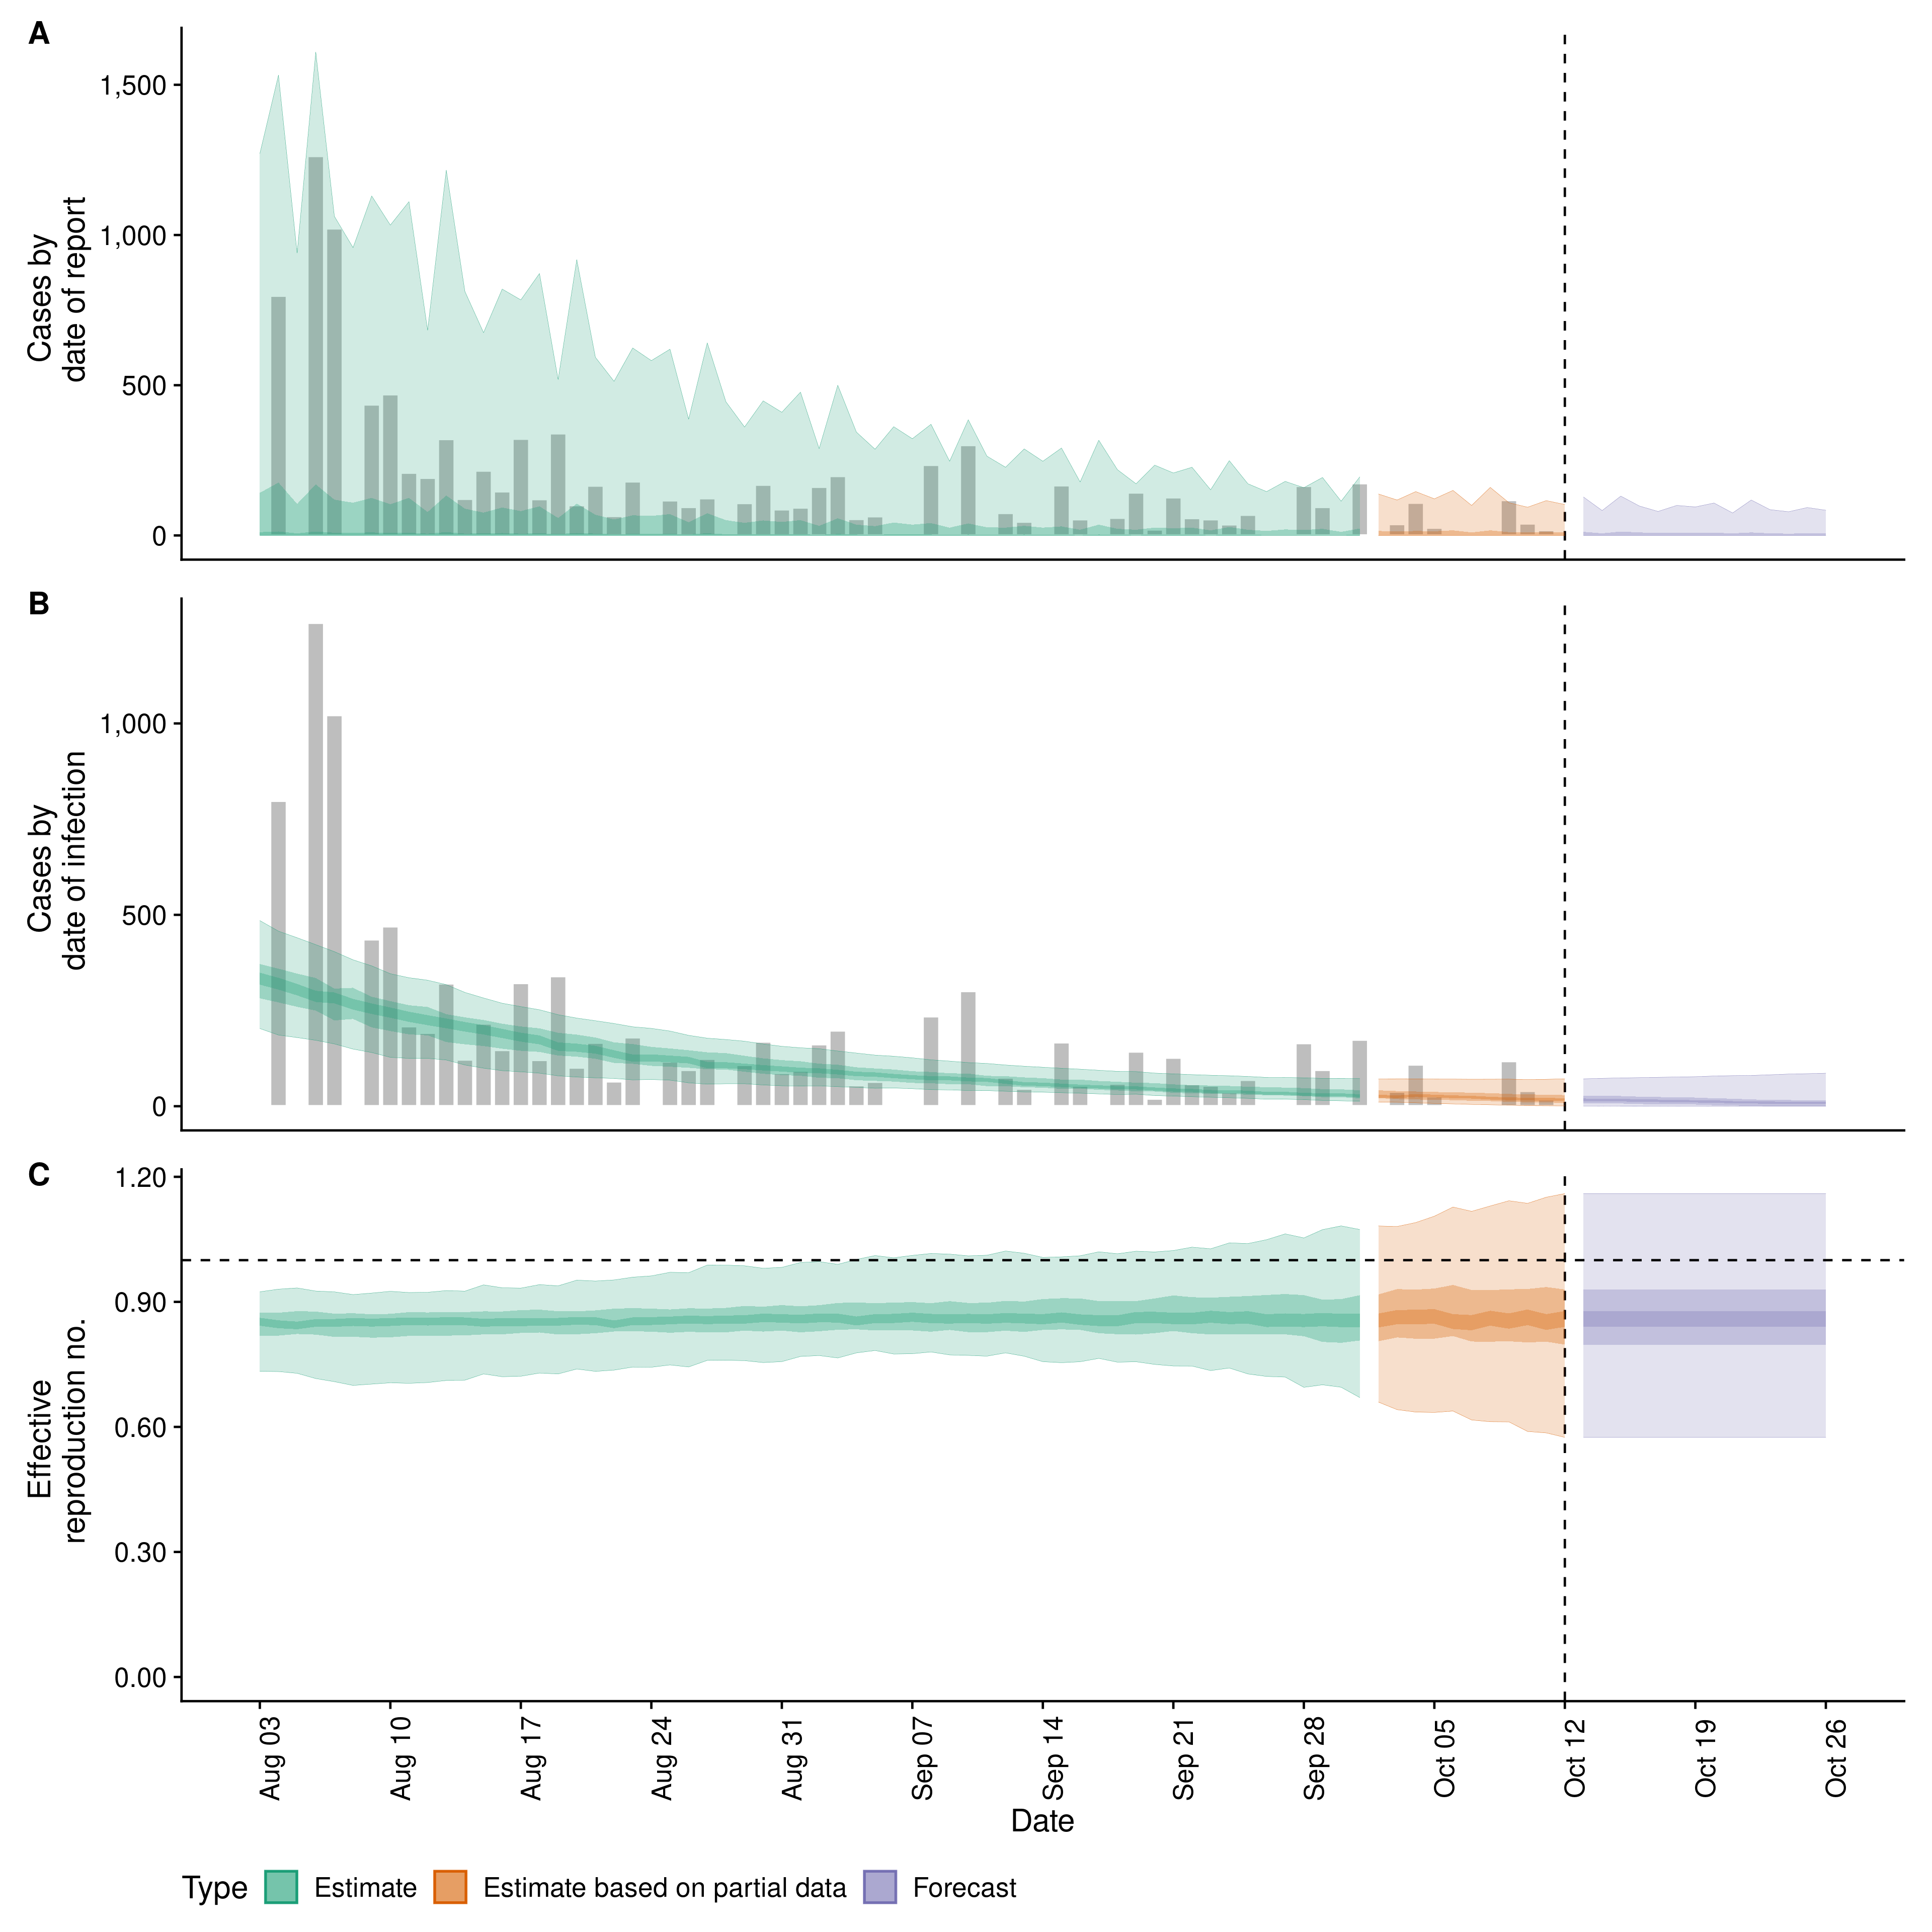 A
1,500
1,000
500
0
Cases by
date of report
B
1,000
500
0
Cases by
date of infection
C
1.20
0.90
0.60
0.30
0.00
Effective
reproduction no.
Aug 03
Aug 10
Aug 17
Aug 24
Aug 31
Sep 07
Sep 14
Sep 21
Sep 28
Oct 05
Oct 12
Oct 19
Oct 26
Date
Type Estimate Estimate based on partial data Forecast